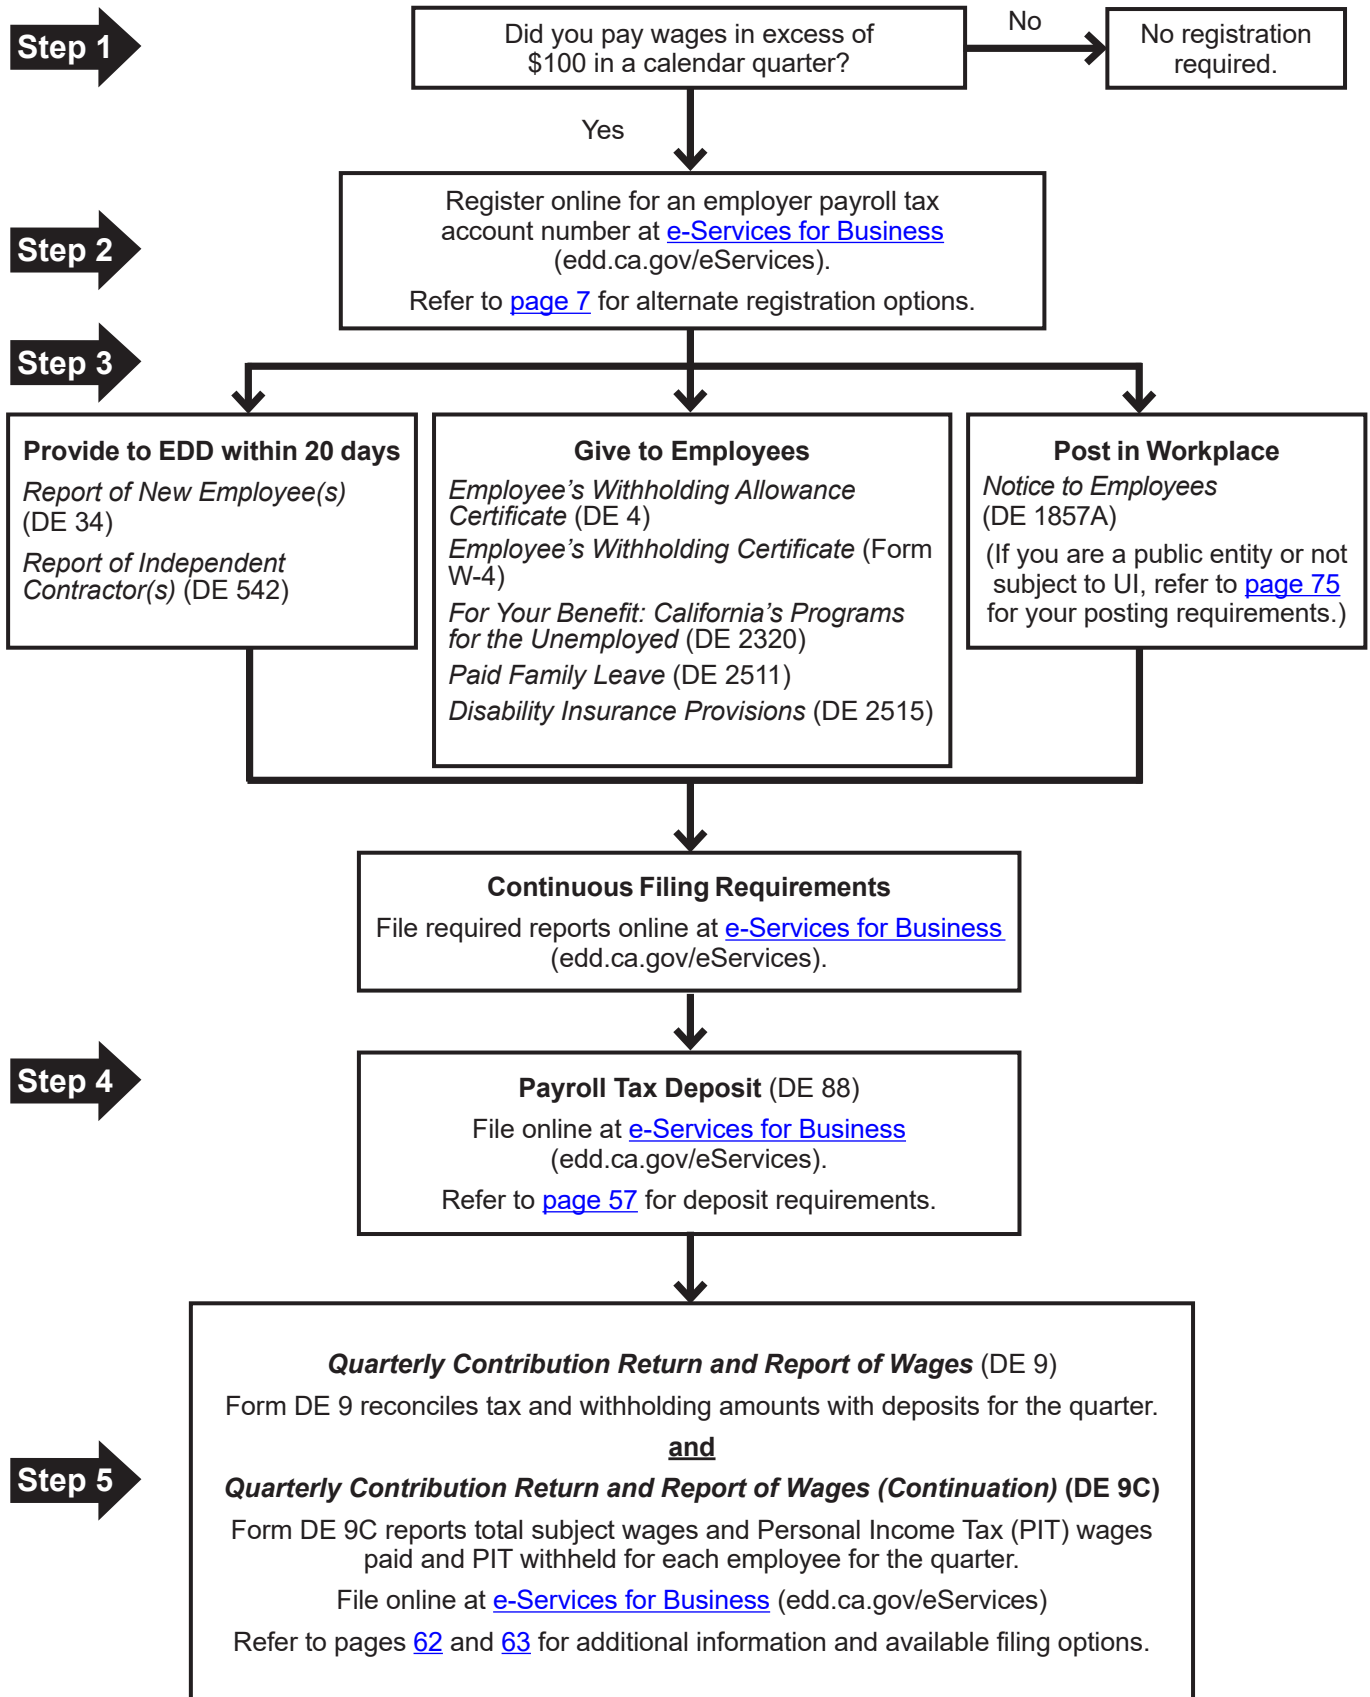 Step 1
Did you pay wages in excess of
$100 in a calendar quarter?
No
No registration
required.
Yes
Step 2
Register online for an employer payroll tax
account number at e-Services for Business
(edd.ca.gov/eServices).
Refer to page 7 for alternate registration options.
Step 3
Provide to EDD within 20 days
Report of New Employee(s)
(DE 34)
Report of Independent
Contractor(s) (DE 542)
Give to Employees
Employee’s Withholding Allowance
Certificate (DE 4)
Employee’s Withholding Certificate (Form
W-4)
For Your Benefit: California’s Programs
for the Unemployed (DE 2320)
Paid Family Leave (DE 2511)
Disability Insurance Provisions (DE 2515)
Post in Workplace
Notice to Employees
(DE 1857A)
(If you are a public entity or not
subject to UI, refer to page 75
for your posting requirements.)
Continuous Filing Requirements
File required reports online at e-Services for Business
(edd.ca.gov/eServices).
Step 4
Payroll Tax Deposit (DE 88)
File online at e-Services for Business
(edd.ca.gov/eServices).
Refer to page 57 for deposit requirements.
Step 5
Quarterly Contribution Return and Report of Wages (DE 9)
Form DE 9 reconciles tax and withholding amounts with deposits for the quarter.
and
Quarterly Contribution Return and Report of Wages (Continuation) (DE 9C)
Form DE 9C reports total subject wages and Personal Income Tax (PIT) wages
paid and PIT withheld for each employee for the quarter.
File online at e-Services for Business (edd.ca.gov/eServices)
Refer to pages 62 and 63 for additional information and available filing options.